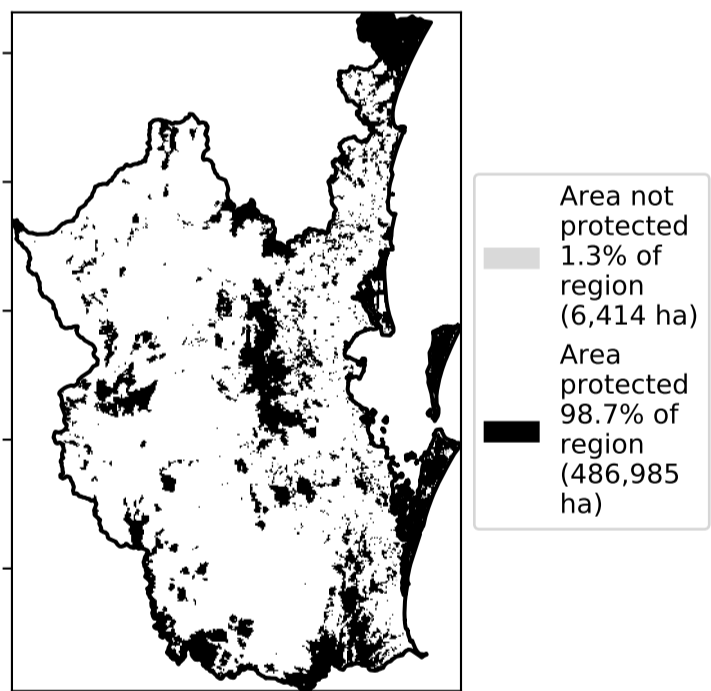 Area not
protected
1.3% of
region
(6,414 ha)
Area
protected
98.7% of
region
(486,985
ha)